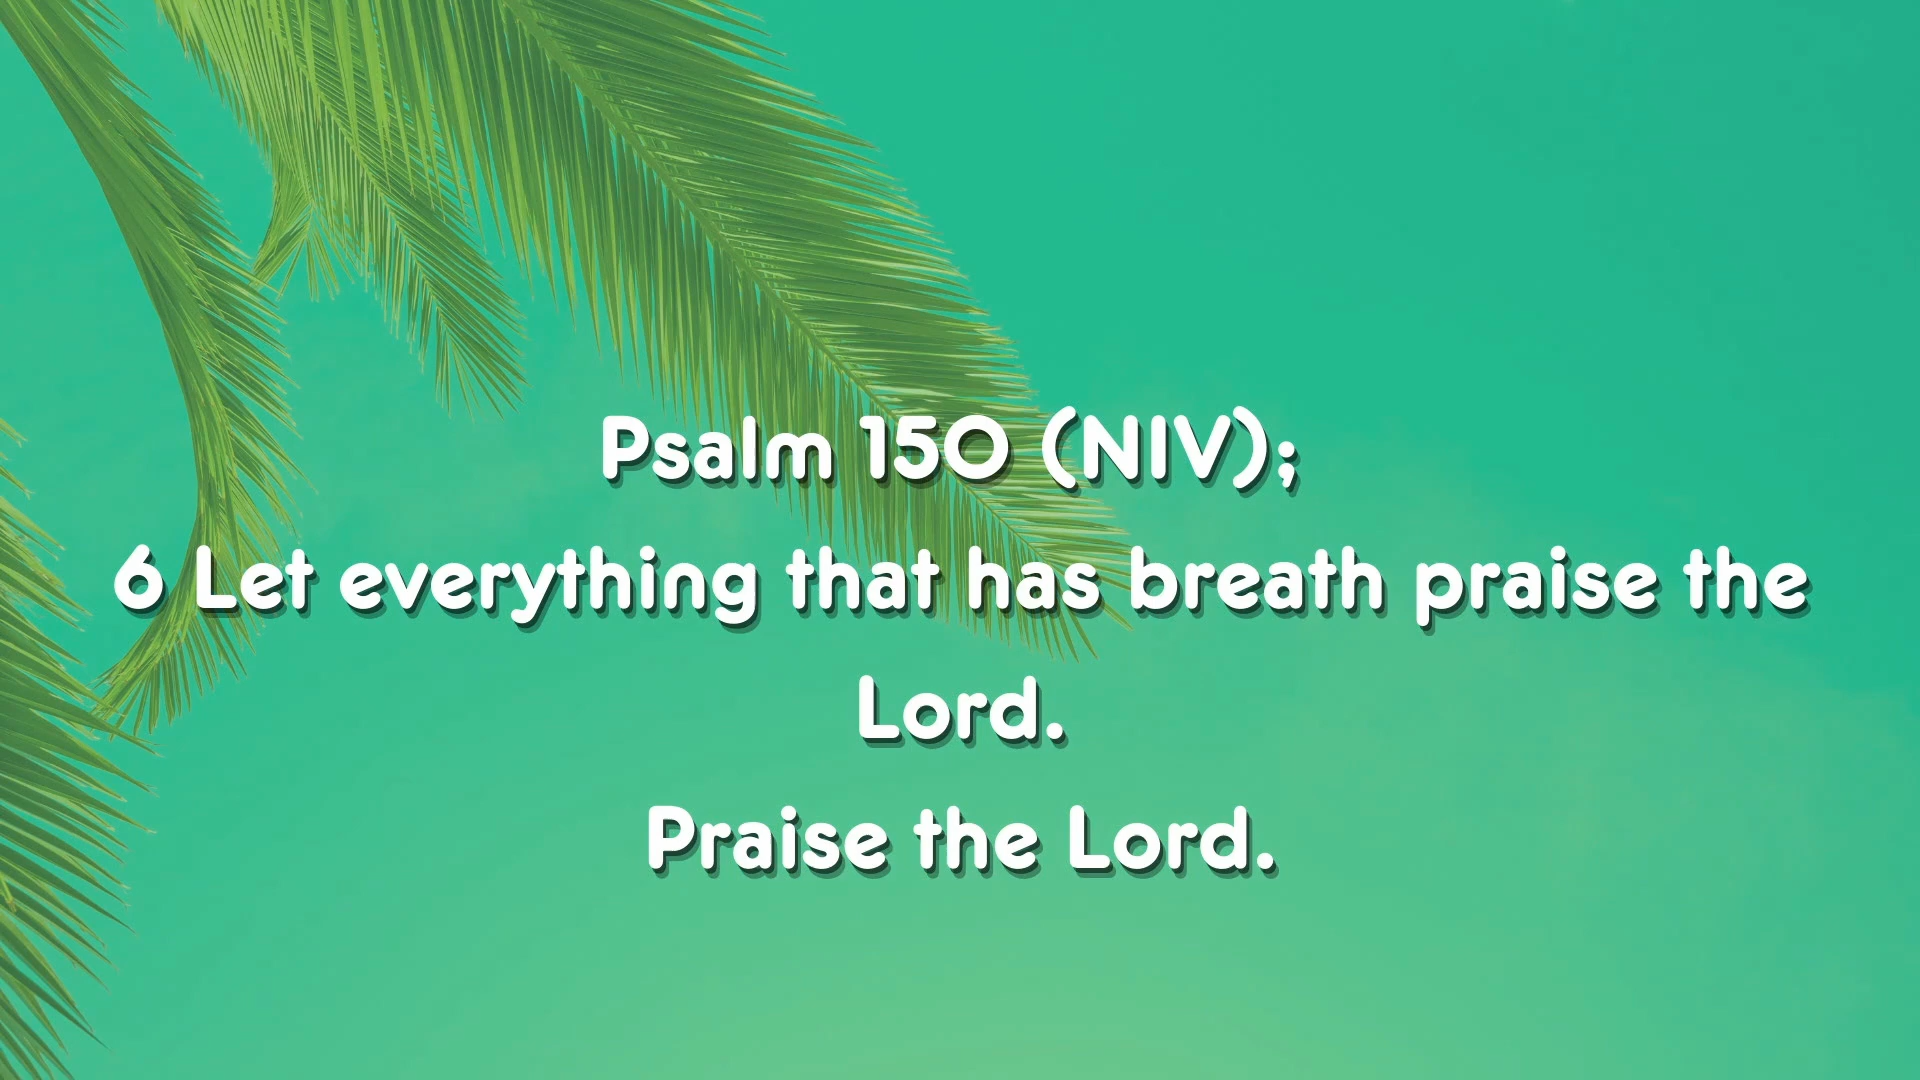 Psalm 150 (NIV);
6 Let everything that has breath praise the
Lord.
Praise the Lord.